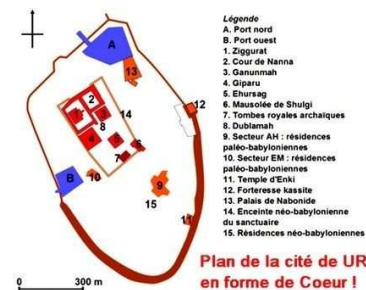 Légende
A. Port nord
B. Port ouest
1. Ziggurat
2. Cour de Nanna
3. Ganunmah
4. Giparu
5. Ehursag
6. Mausolée de Shulgi
7. Tombes royales archaïques
8. Dublamah
9. Secteur AH : résidences
paléo-babyloniennes
10. Secteur EM : résidences
paléo-babyloniennes
11. Temple d'Enki
12. Forteresse kassite
13. Palais de Nabonide
14. Enceinte néo-babylonienne
du sanctuaire
15. Résidences néo-babyloniennes
A
13
2
1
3
14
12
8
4
5
6
7
B
10
9
15
11
Plan de la cité de UR
en forme de Coeur !
0 300 m